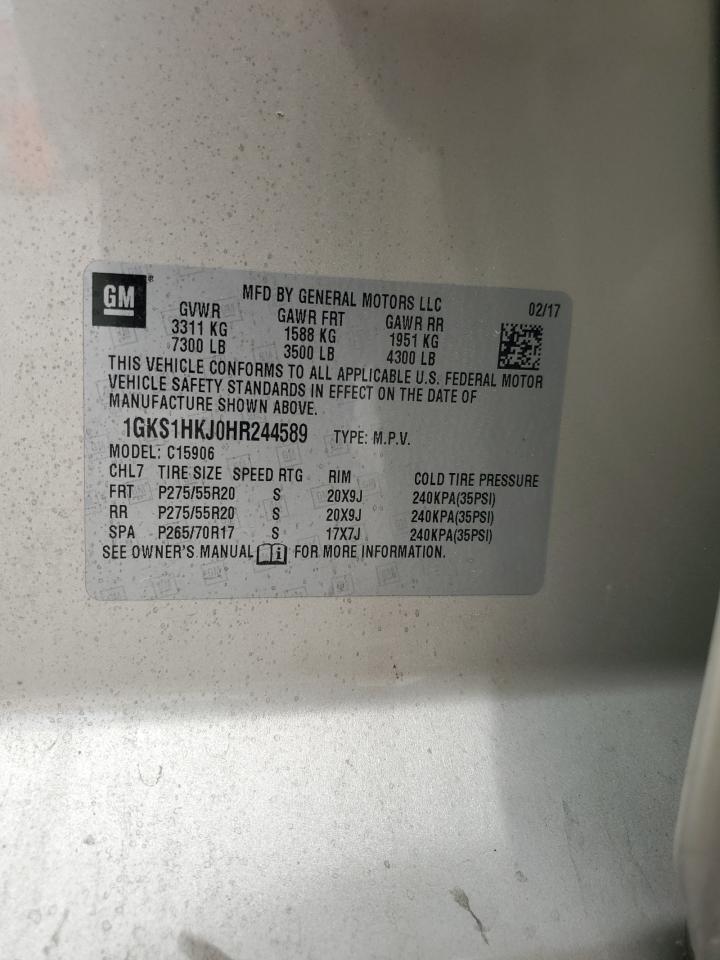 GM
MFD BY GENERAL MOTORS LLC 02/17
GVWR GAWR FRT GAWR RR
3311 KG 1588 KG 1951 KG
7300 LB 3500 LB 4300 LB
THIS VEHICLE CONFORMS TO ALL APPLICABLE U.S. FEDERAL MOTOR
VEHICLE SAFETY STANDARDS IN EFFECT ON THE DATE OF
MANUFACTURE SHOWN ABOVE.
1GKS1HKJ0HR244589 TYPE: M.P.V.
MODEL: C15906
CHL7 TIRE SIZE SPEED RTG RIM COLD TIRE PRESSURE
FRT P275/55R20 S 20X9J 240KPA(35PSI)
RR P275/55R20 S 20X9J 240KPA(35PSI)
SPA P265/70R17 S 17X7J 240KPA(35PSI)
SEE OWNER'S MANUAL FOR MORE INFORMATION.